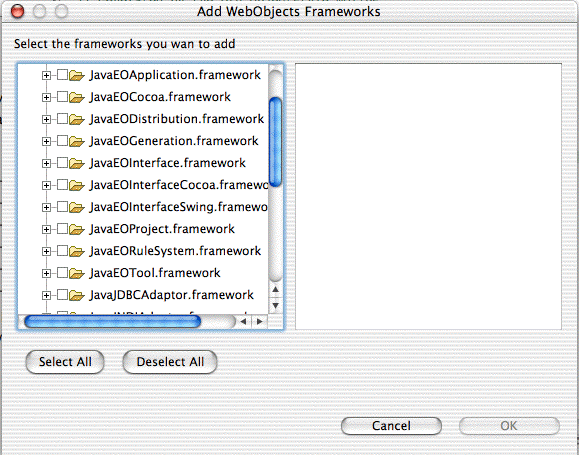 Add WebObjects Frameworks
Select the frameworks you wan to add
JavaEOApplication.framework
JavaEOCocoa.framework
JavaEODistribution.framework
JavaEOGeneration.framework
JavaEOInterface.framework
JavaEOInterfaceCocoa.framewo
JavaEOInterfaceSwing.framewo
JavaEOProject.framework
JavaEORuleSystem.framework
JavaEOTool.framework
JavaJDBCAdaptor.framework
Select All
Deselect All
Cancel
OK